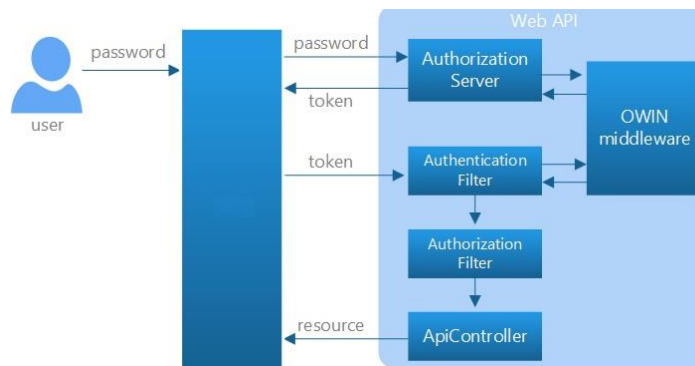 Web API
password
password
Authorization
Server
token
user
OWIN
middleware
token
Authentication
Filter
Authorization
Filter
resource
ApiController